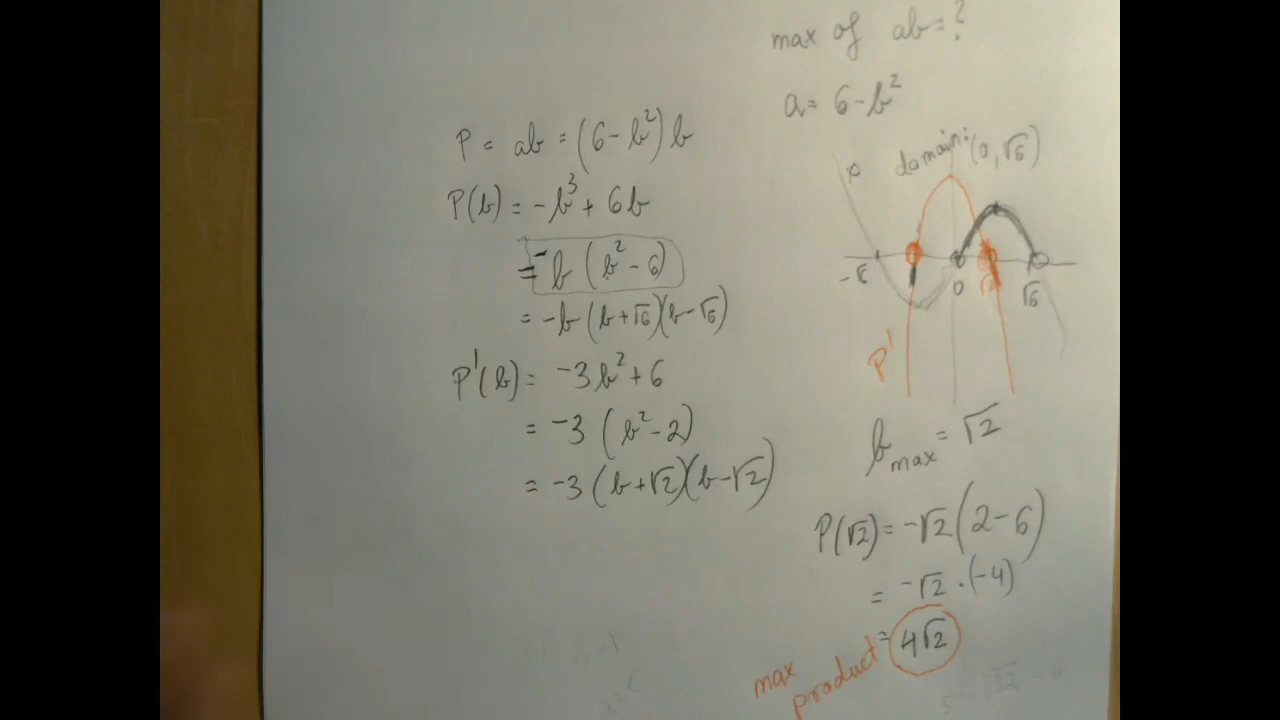 max of ab=?
a= 6-b²
domain: (0,√6)
P = ab = (6-b²) b
P(b) = -b³ + 6b
= -b (b² - 6)
= -b (b+√6)(b-√6)
P'(b) = -3b² + 6
= -3 (b² - 2)
= -3 (b+√2)(b-√2)
P
0
√2
√6
P'
b max = √2
P(√2) = -√2 (2-6)
= -√2 · (-4)
= 4√2
max product